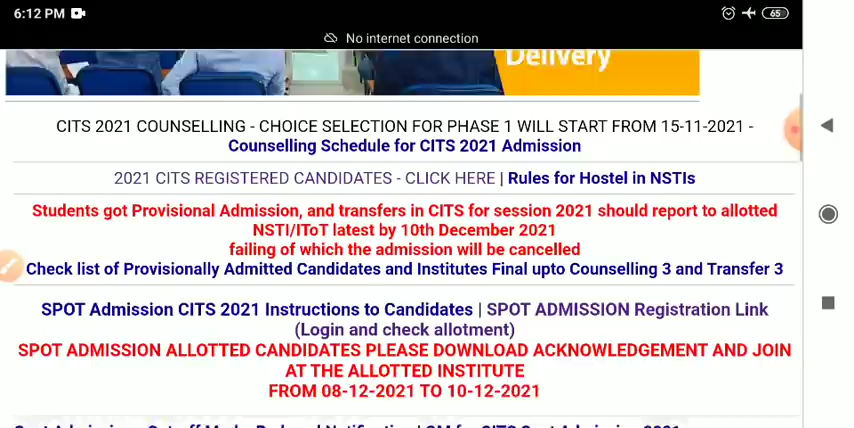 6:12 PM
65
No internet connection
Delivery
CITS 2021 COUNSELLING - CHOICE SELECTION FOR PHASE 1 WILL START FROM 15-11-2021 -
Counselling Schedule for CITS 2021 Admission
2021 CITS REGISTERED CANDIDATES - CLICK HERE | Rules for Hostel in NSTIs
Students got Provisional Admission, and transfers in CITS for session 2021 should report to allotted
NSTI/IToT latest by 10th December 2021
failing of which the admission will be cancelled
Check list of Provisionally Admitted Candidates and Institutes Final upto Counselling 3 and Transfer 3
SPOT Admission CITS 2021 Instructions to Candidates | SPOT ADMISSION Registration Link
(Login and check allotment)
SPOT ADMISSION ALLOTTED CANDIDATES PLEASE DOWNLOAD ACKNOWLEDGEMENT AND JOIN
AT THE ALLOTTED INSTITUTE
FROM 08-12-2021 TO 10-12-2021